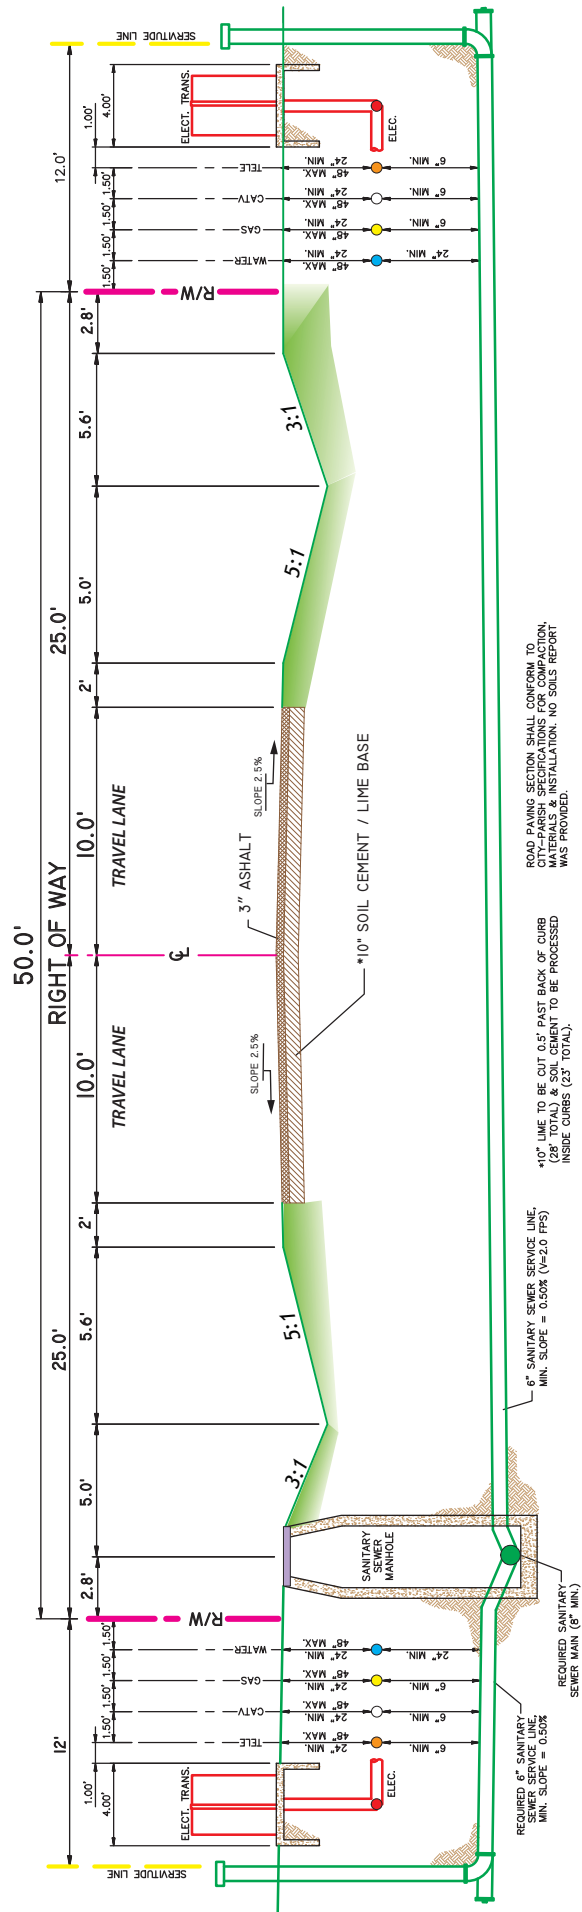 50.0'
RIGHT OF WAY
12'
25.0'
25.0'
12.0'
2.8'
5.0'
5.6'
2'
10.0'
10.0'
2'
5.0'
5.6'
2.8'
TRAVEL LANE
TRAVEL LANE
SERVITUDE LINE
4.00'
1.00'
1.50'
1.50'
1.50'
1.50'
ELECT. TRANS.
TELE
CATV
GAS
WATER
R/W
24" MIN.
48" MAX.
24" MIN.
48" MAX.
24" MIN.
48" MAX.
24" MIN.
48" MAX.
6" MIN.
6" MIN.
6" MIN.
24" MIN.
ELEC.
SANITARY
SEWER
MANHOLE
3:1
5:1
SLOPE 2.5%
℄
3" ASHALT
SLOPE 2.5%
*10" SOIL CEMENT / LIME BASE
5:1
3:1
R/W
WATER
GAS
CATV
TELE
ELECT. TRANS.
1.50'
1.50'
1.50'
1.50'
1.00'
4.00'
SERVITUDE LINE
48" MAX.
24" MIN.
48" MAX.
24" MIN.
48" MAX.
24" MIN.
48" MAX.
24" MIN.
24" MIN.
6" MIN.
6" MIN.
6" MIN.
ELEC.
REQUIRED 6" SANITARY
SEWER SERVICE LINE,
MIN. SLOPE = 0.50%
REQUIRED SANITARY
SEWER MAIN (8" MIN.)
6" SANITARY SEWER SERVICE LINE,
MIN. SLOPE = 0.50% (V=2.0 FPS)
*10" LIME TO BE CUT 0.5' PAST BACK OF CURB
(28' TOTAL) & SOIL CEMENT TO BE PROCESSED
INSIDE CURBS (23' TOTAL).
ROAD PAVING SECTION SHALL CONFORM TO
CITY-PARISH SPECIFICATIONS FOR COMPACTION,
MATERIALS & INSTALLATION. NO SOILS REPORT
WAS PROVIDED.